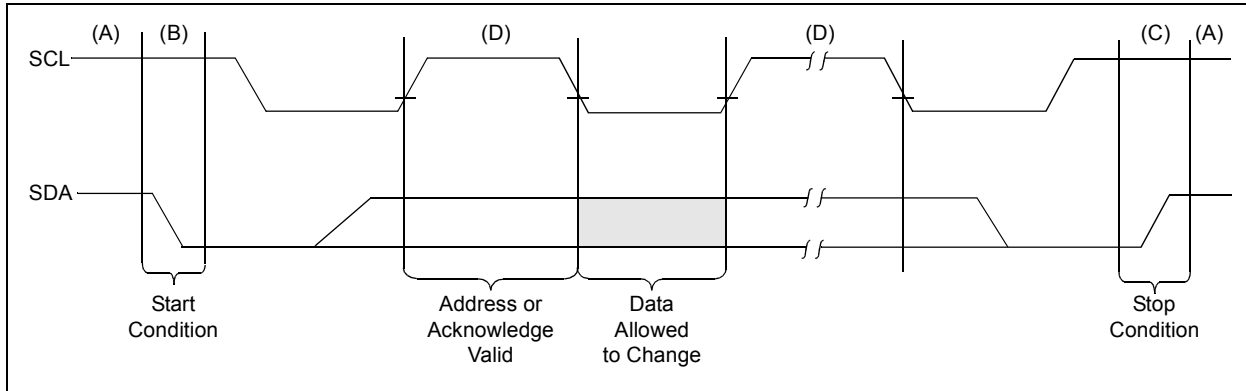 (A) (B) (D) (D) (C) (A)
SCL
SDA
Start
Condition
Address or
Acknowledge
Valid
Data
Allowed
to Change
Stop
Condition